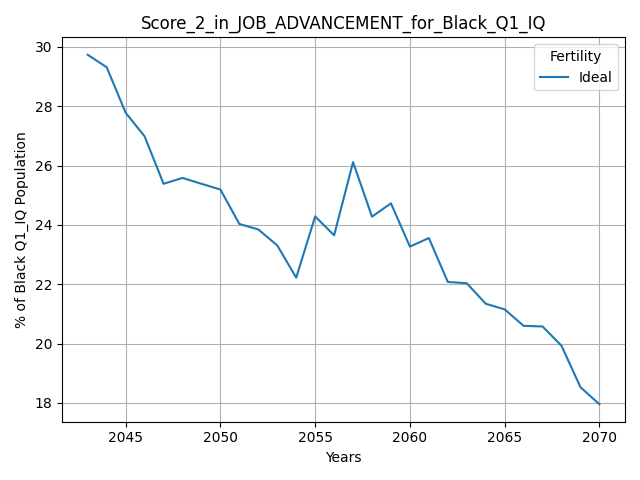 Score_2_in_JOB_ADVANCEMENT_for_Black_Q1_IQ
Fertility
Ideal
% of Black Q1_IQ Population
30
28
26
24
22
20
18
2045 2050 2055 2060 2065 2070
Years